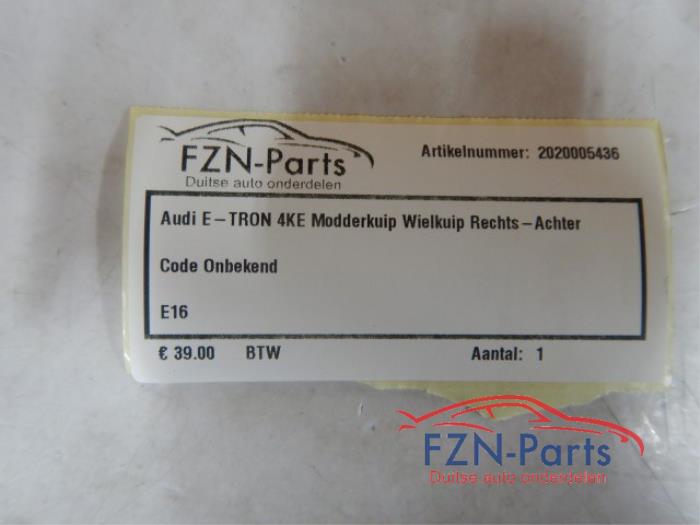 FZN-Parts
Duitse auto onderdelen
Artikelnummer: 2020005436
Audi E-TRON 4KE Modderkuip Wielkuip Rechts-Achter
Code Onbekend
E16
€ 39.00 BTW Aantal: 1
FZN-Parts
Duitse auto onderdelen